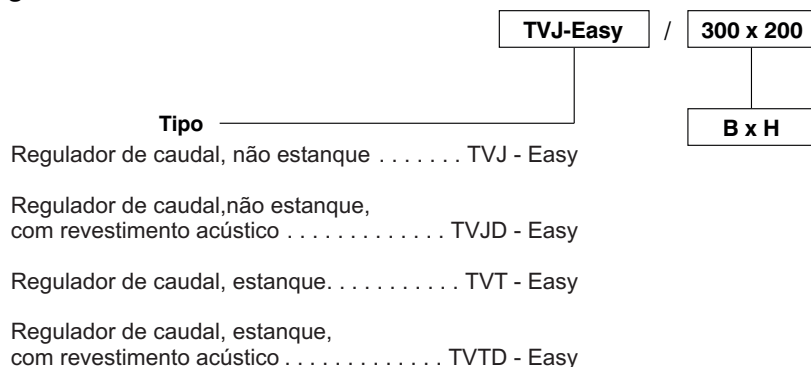 TVJ-Easy / 300 x 200
Tipo
B x H
Regulador de caudal, não estanque . . . . . . . TVJ - Easy
Regulador de caudal,não estanque,
com revestimento acústico . . . . . . . . . . . . . TVJD - Easy
Regulador de caudal, estanque. . . . . . . . . . . TVT - Easy
Regulador de caudal, estanque,
com revestimento acústico . . . . . . . . . . . . . TVTD - Easy